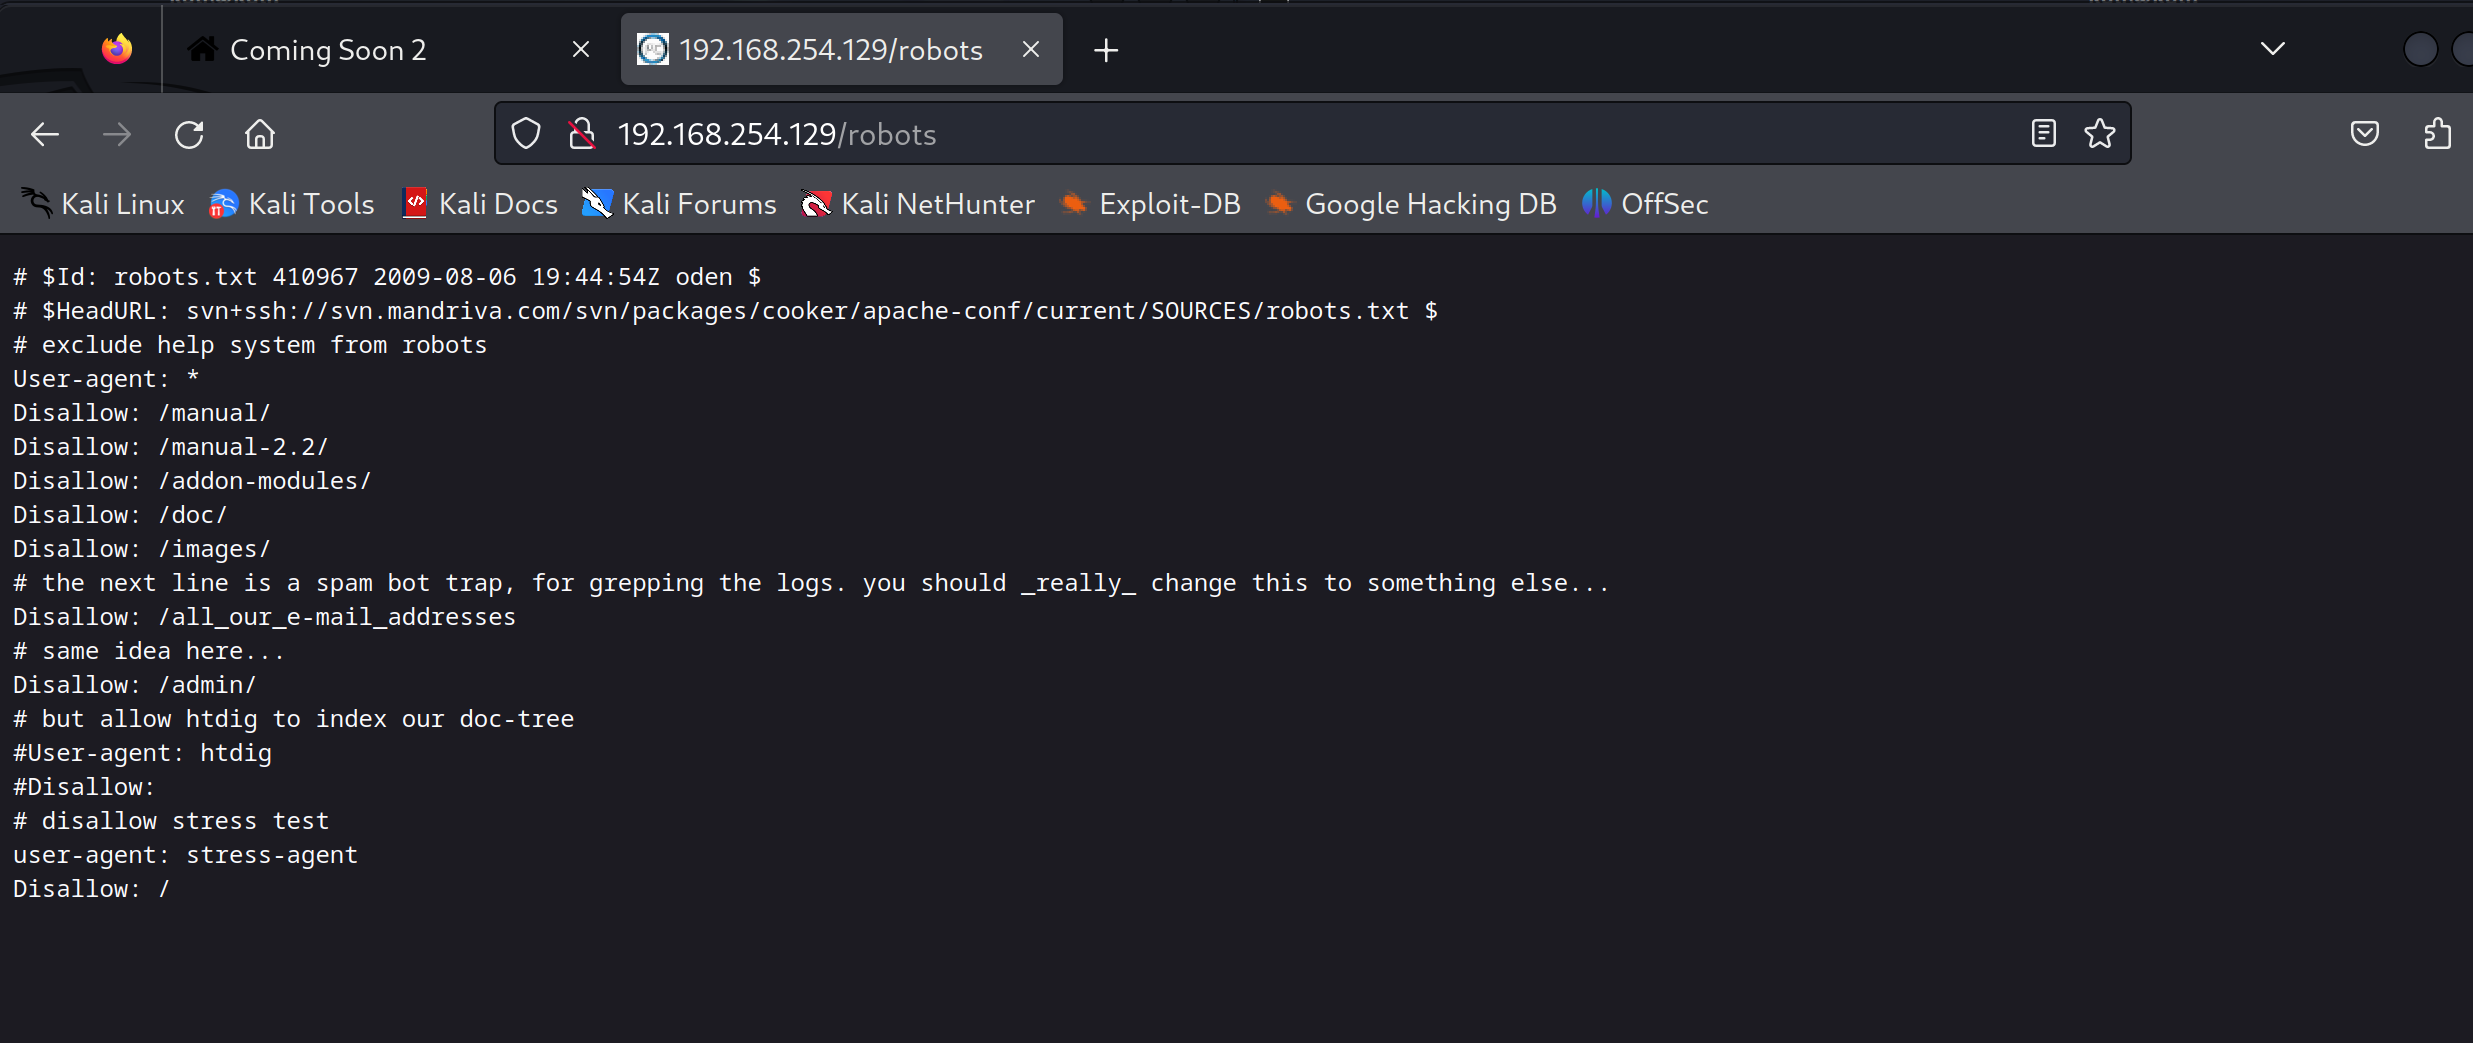 Coming Soon 2
192.168.254.129/robots
192.168.254.129/robots
Kali Linux Kali Tools Kali Docs Kali Forums Kali NetHunter Exploit-DB Google Hacking DB OffSec
# $Id: robots.txt 410967 2009-08-06 19:44:54Z oden $
# $HeadURL: svn+ssh://svn.mandriva.com/svn/packages/cooker/apache-conf/current/SOURCES/robots.txt $
# exclude help system from robots
User-agent: *
Disallow: /manual/
Disallow: /manual-2.2/
Disallow: /addon-modules/
Disallow: /doc/
Disallow: /images/
# the next line is a spam bot trap, for grepping the logs. you should _really_ change this to something else...
Disallow: /all_our_e-mail_addresses
# same idea here...
Disallow: /admin/
# but allow htdig to index our doc-tree
#User-agent: htdig
#Disallow:
# disallow stress test
user-agent: stress-agent
Disallow: /